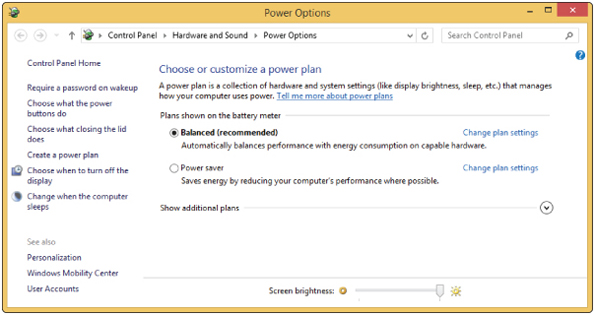 Power Options
Control Panel Hardware and Sound Power Options
Search Control Panel
Control Panel Home
Require a password on wakeup
Choose what the power
buttons do
Choose what closing the lid
does
Create a power plan
Choose when to turn off the
display
Change when the computer
sleeps
See also
Personalization
Windows Mobility Center
User Accounts
Choose or customize a power plan
A power plan is a collection of hardware and system settings (like display brightness, sleep, etc.) that manages
how your computer uses power. Tell me more about power plans
Plans shown on the battery meter
Balanced (recommended) Change plan settings
Automatically balances performance with energy consumption on capable hardware.
Power saver Change plan settings
Saves energy by reducing your computer's performance where possible.
Show additional plans
Screen brightness: